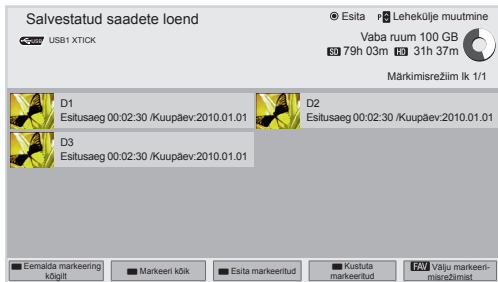 Salvestatud saadete loend
Esita P Lehekülje muutmine
USB USB1 XTICK
Vaba ruum 100 GB
SD 79h 03m HD 31h 37m
Märkimisrežiim lk 1/1
D1
Esitusaeg 00:02:30 /Kuupäev:2010.01.01
D2
Esitusaeg 00:02:30 /Kuupäev:2010.01.01
D3
Esitusaeg 00:02:30 /Kuupäev:2010.01.01
Eemalda markeering
kõigilt
Markeeri kõik
Esita markeeritud
Kustuta
markeeritud
FAV Välju markeeri-
misrežiimist